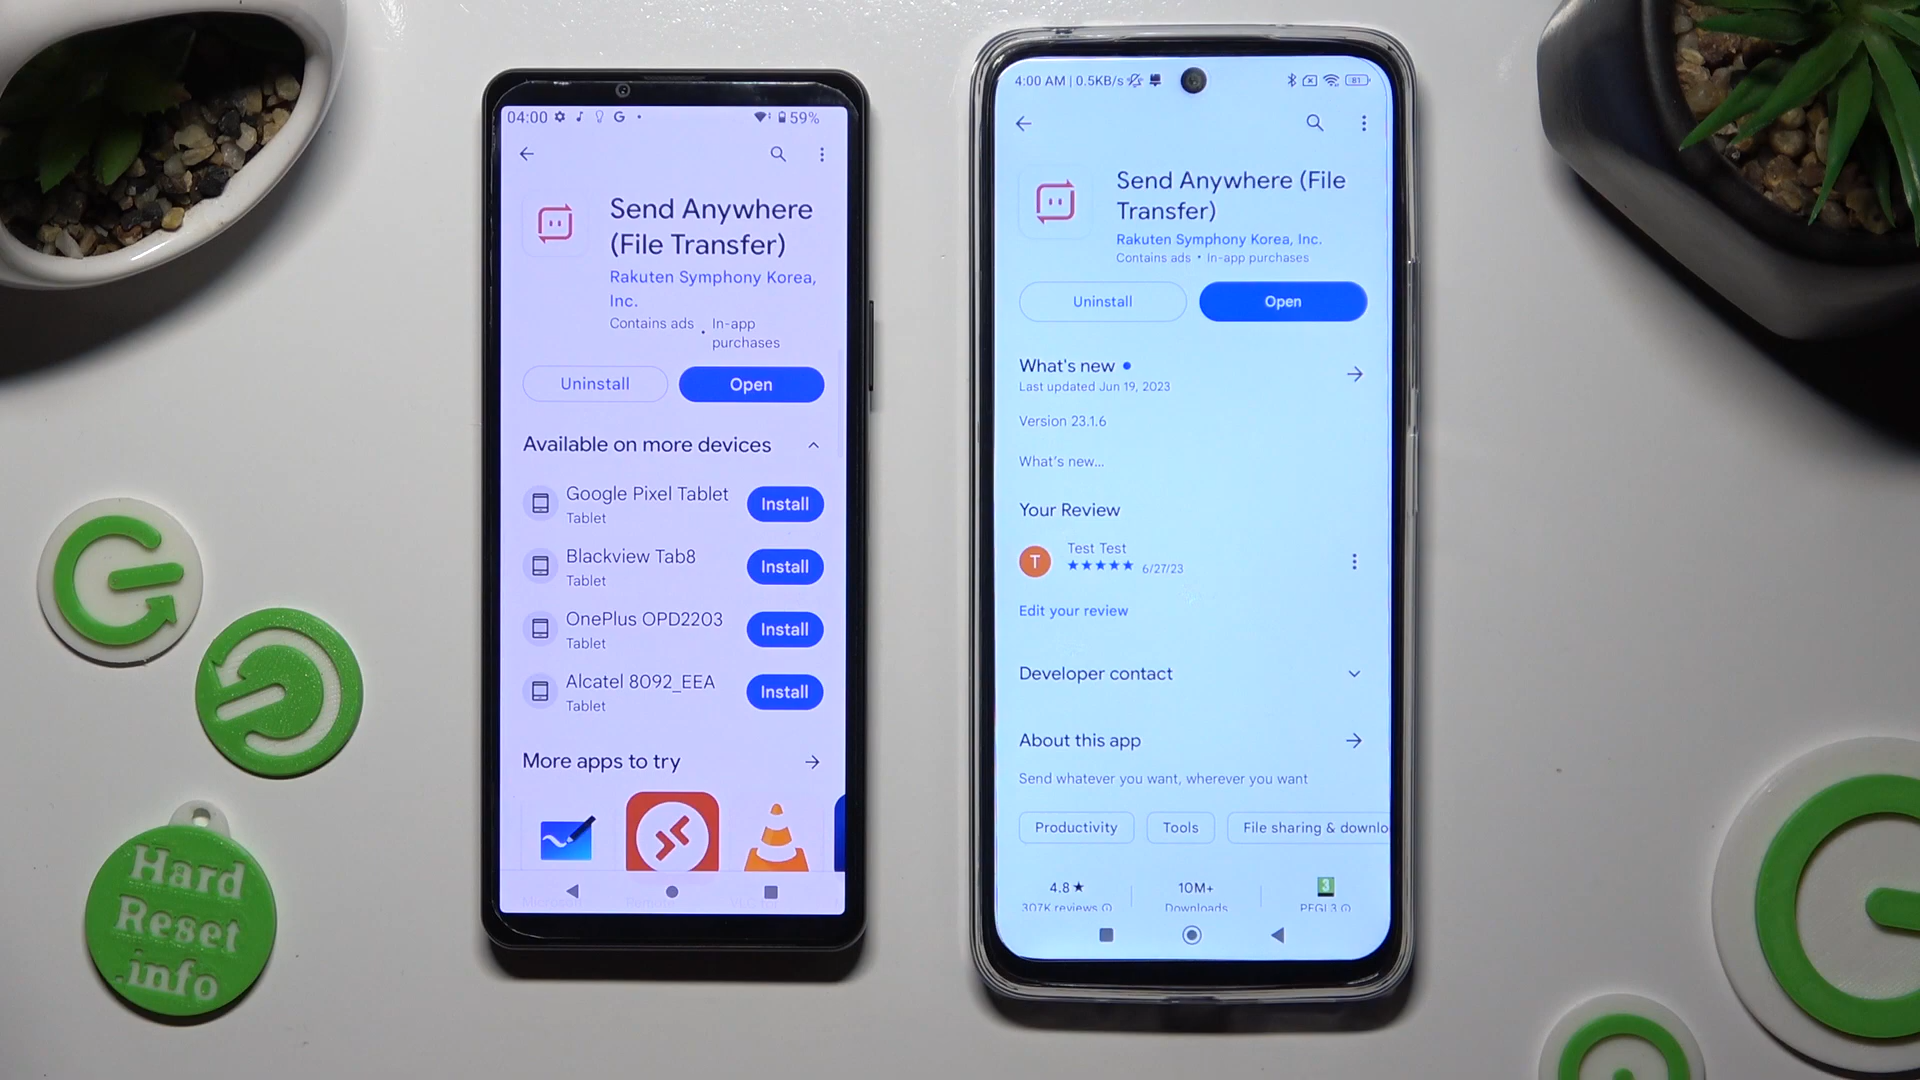 04:00
59%
Send Anywhere
(File Transfer)
Rakuten Symphony Korea,
Inc.
Contains ads • In-app
purchases
Uninstall
Open
Available on more devices
Google Pixel Tablet
Tablet
Install
Blackview Tab8
Tablet
Install
OnePlus OPD2203
Tablet
Install
Alcatel 8092_EEA
Tablet
Install
More apps to try
4:00 AM | 0.5KB/s
81
Send Anywhere (File
Transfer)
Rakuten Symphony Korea, Inc.
Contains ads • In-app purchases
Uninstall
Open
What's new
Last updated Jun 19, 2023
Version 23.1.6
What's new...
Your Review
T
Test Test
★★★★★ 6/27/23
Edit your review
Developer contact
About this app
Send whatever you want, wherever you want
Productivity
Tools
File sharing & downlo
4.8★
307K reviews
10M+
Downloads
3
PEGI 3
Hard
Reset
.info